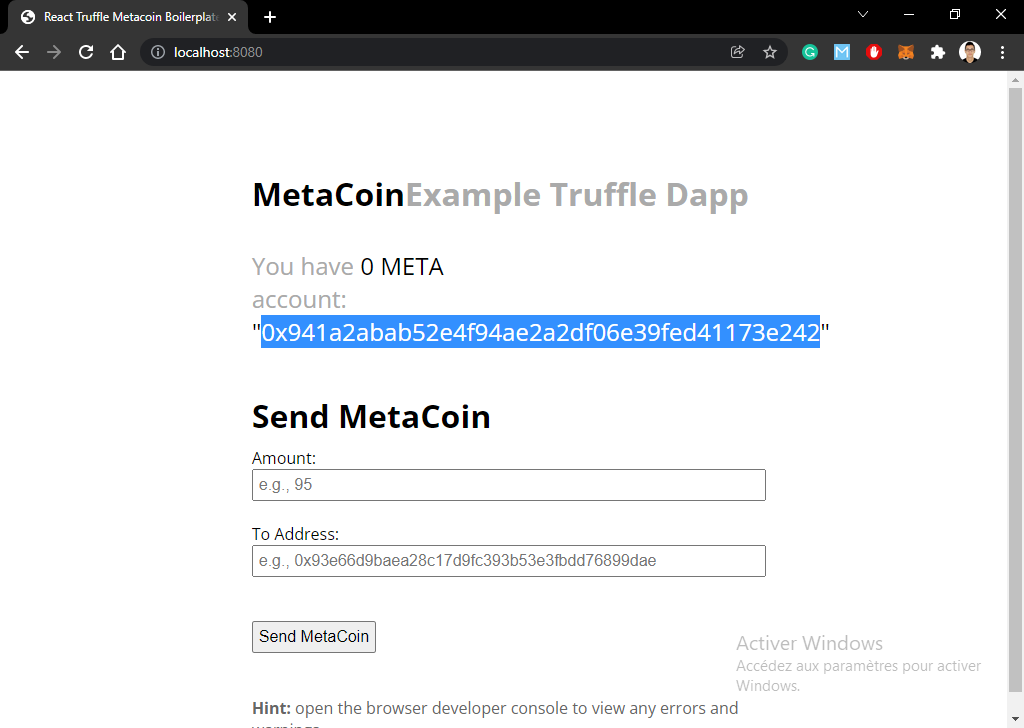 React Truffle Metacoin Boilerplate
localhost:8080
MetaCoinExample Truffle Dapp
You have 0 META
account:
"0x941a2abab52e4f94ae2a2df06e39fed41173e242"
Send MetaCoin
Amount:
e.g., 95
To Address:
e.g., 0x93e66d9baea28c17d9fc393b53e3fbdd76899dae
Send MetaCoin
Activer Windows
Accédez aux paramètres pour activer
Windows.
Hint: open the browser developer console to view any errors and
warnings